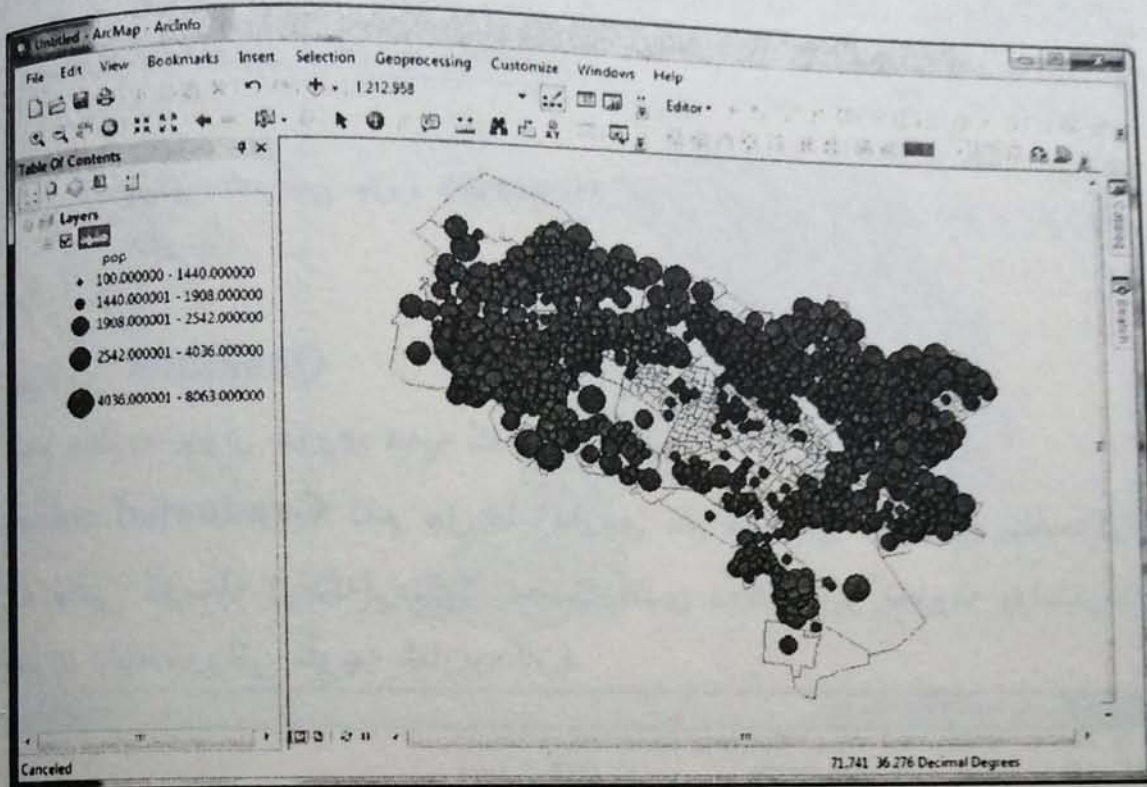 Untitled - ArcMap - ArcInfo
File Edit View Bookmarks Insert Selection Geoprocessing Customize Windows Help
1:212,958
Editor
Table Of Contents
Layers
pop
100.000000 - 1440.000000
1440.000001 - 1908.000000
1908.000001 - 2542.000000
2542.000001 - 4036.000000
4036.000001 - 8063.000000
Catalog
Search
Canceled
71.741 36.276 Decimal Degrees